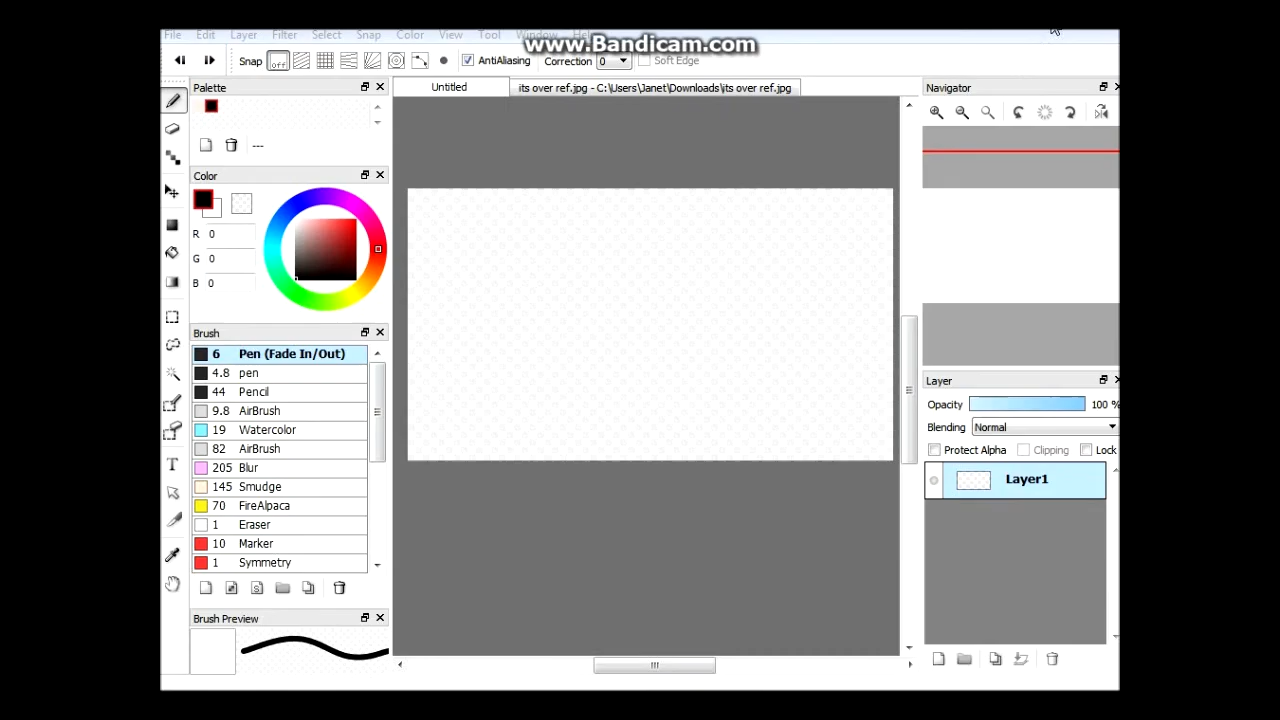 File Edit Layer Filter Select Snap Color View Tool Window
www.Bandicam.com
Snap off AntiAliasing Correction 0 Soft Edge
Palette
Untitled
its over ref.jpg - C:\Users\Janet\Downloads\its over ref.jpg
Navigator
---
Color
R 0
G 0
B 0
Brush
6 Pen (Fade In/Out)
4.8 pen
44 Pencil
9.8 AirBrush
19 Watercolor
82 AirBrush
205 Blur
145 Smudge
70 FireAlpaca
1 Eraser
10 Marker
1 Symmetry
Brush Preview
Layer
Opacity 100 %
Blending Normal
Protect Alpha Clipping Lock
Layer1